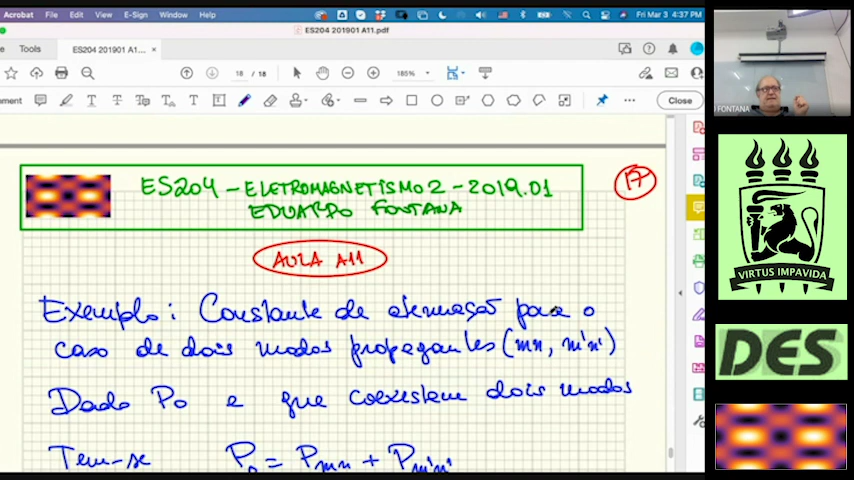 Acrobat File Edit View E-Sign Window Help
Fri Mar 3 4:37 PM
ES204 201901 A11.pdf
Tools ES204 201901 A11... ×
18 / 18 185%
Close
ES204 - ELETROMAGNETISMO 2 - 2019.01
17
EDUARDO FONTANA
AULA A11
Exemplo: Constante de atenuação para o
caso de dois modos propagantes (mn, m'n')
Dado Po e que coexistem dois modos
Tem-se Po = Pmn + Pm'n'
FONTANA
VIRTUS IMPAVIDA
DES